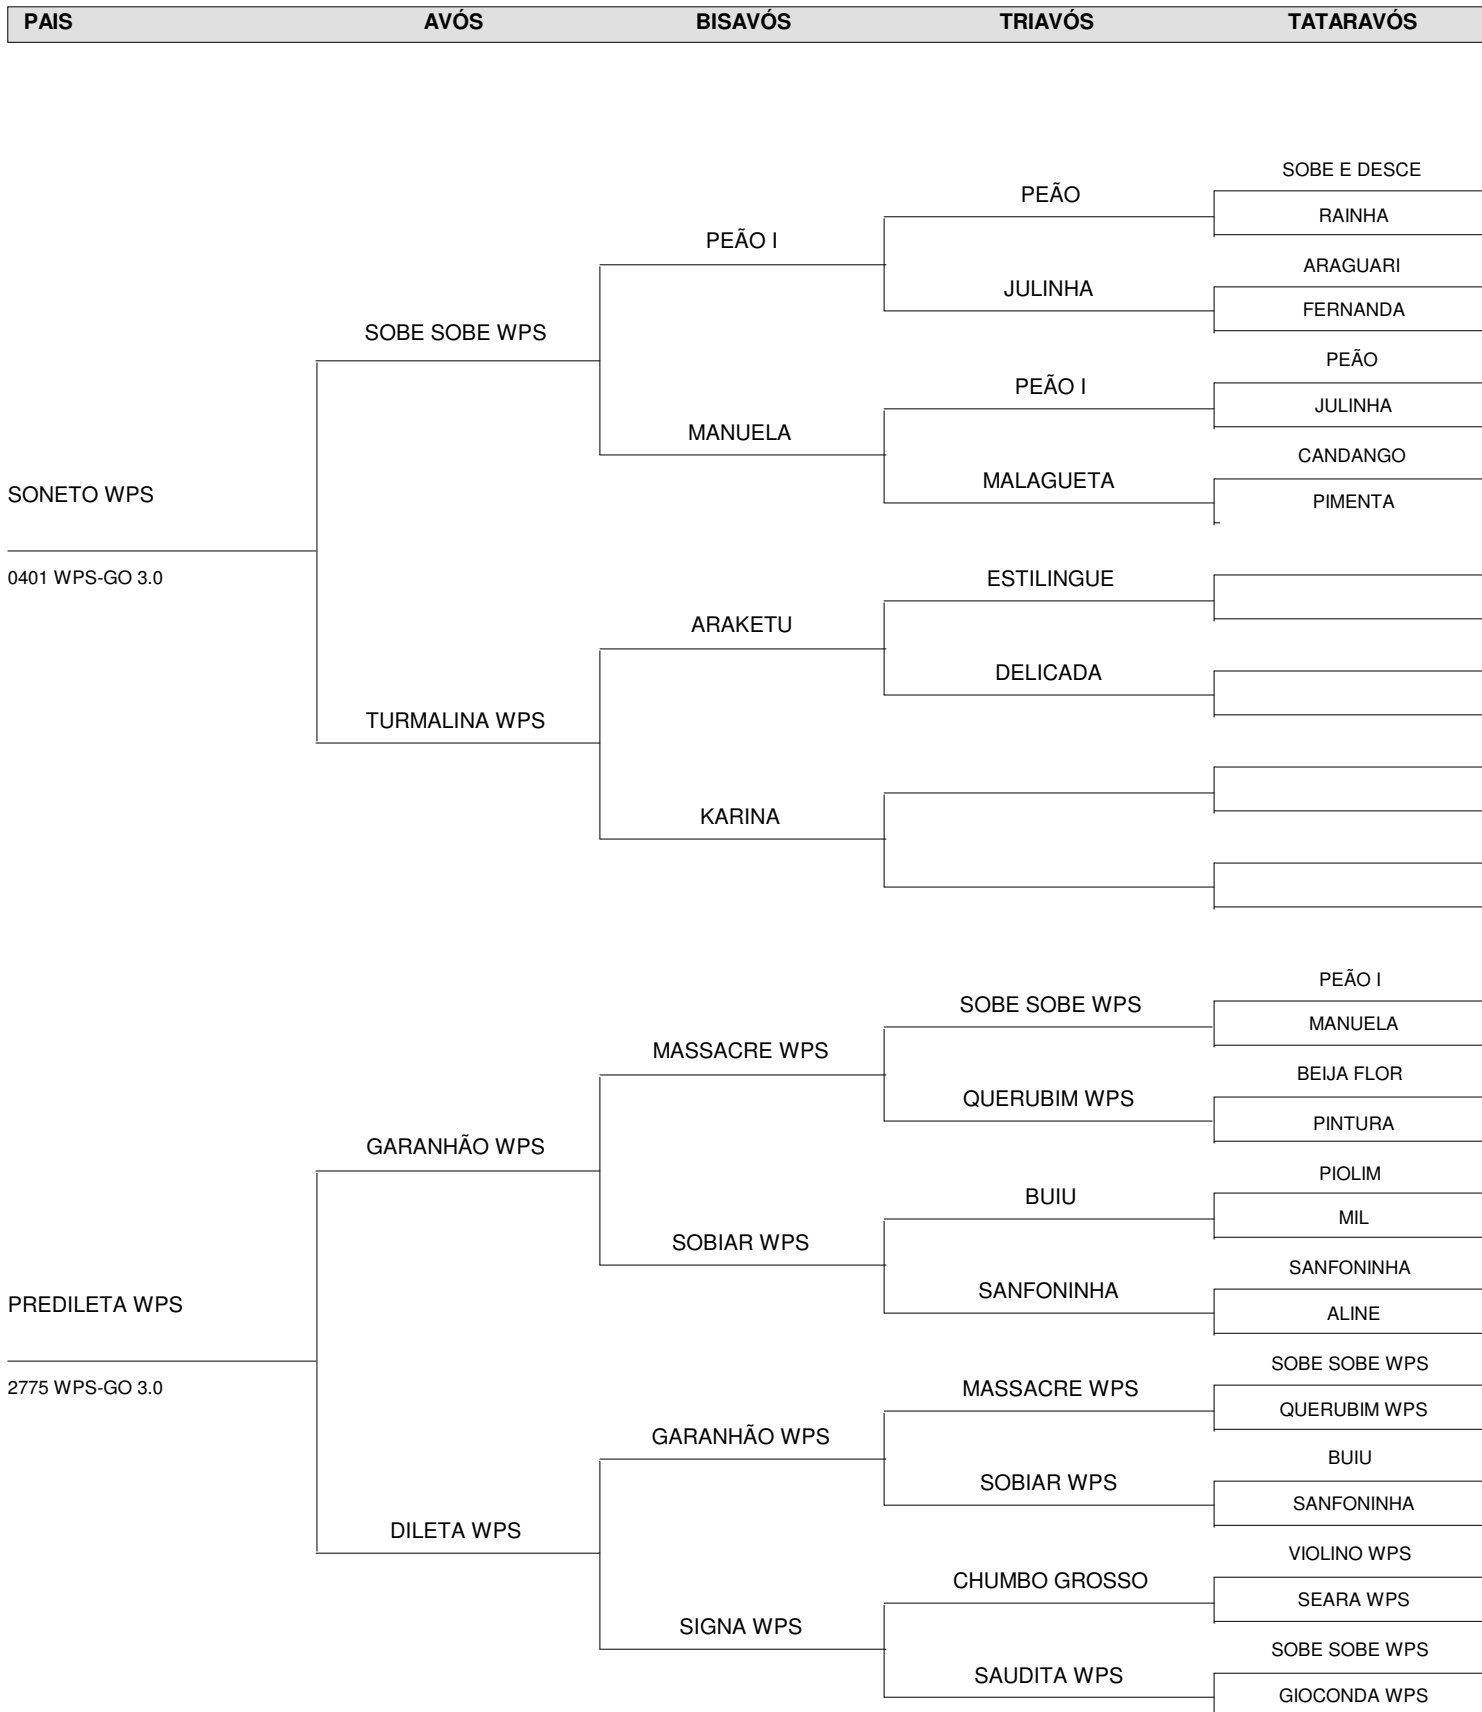 PAIS AVÓS BISAVÓS TRIAVÓS TATARAVÓS
SOBE E DESCE
PEÃO
RAINHA
PEÃO I
ARAGUARI
JULINHA
FERNANDA
SOBE SOBE WPS
PEÃO
PEÃO I
JULINHA
MANUELA
CANDANGO
MALAGUETA
SONETO WPS
PIMENTA
0401 WPS-GO 3.0
ESTILINGUE
ARAKETU
DELICADA
TURMALINA WPS
KARINA
PEÃO I
SOBE SOBE WPS
MANUELA
MASSACRE WPS
BEIJA FLOR
QUERUBIM WPS
PINTURA
GARANHÃO WPS
PIOLIM
BUIU
MIL
SOBIAR WPS
SANFONINHA
SANFONINHA
PREDILETA WPS
ALINE
SOBE SOBE WPS
2775 WPS-GO 3.0
MASSACRE WPS
QUERUBIM WPS
GARANHÃO WPS
BUIU
SOBIAR WPS
SANFONINHA
DILETA WPS
VIOLINO WPS
CHUMBO GROSSO
SEARA WPS
SIGNA WPS
SOBE SOBE WPS
SAUDITA WPS
GIOCONDA WPS